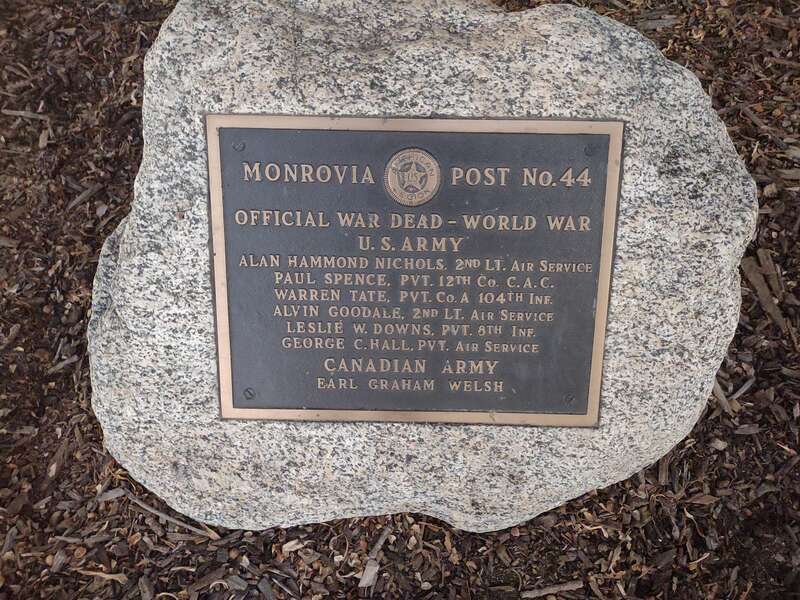 MONROVIA POST No. 44
OFFICIAL WAR DEAD - WORLD WAR
U. S. ARMY
ALAN HAMMOND NICHOLS, 2ND LT. AIR SERVICE
PAUL SPENCE, PVT. 12TH CO. C. A. C.
WARREN TATE, PVT. CO. A 104TH INF.
ALVIN GOODALE, 2ND LT. AIR SERVICE
LESLIE W. DOWNS, PVT. 8TH INF.
GEORGE C. HALL, PVT. AIR SERVICE
CANADIAN ARMY
EARL GRAHAM WELSH